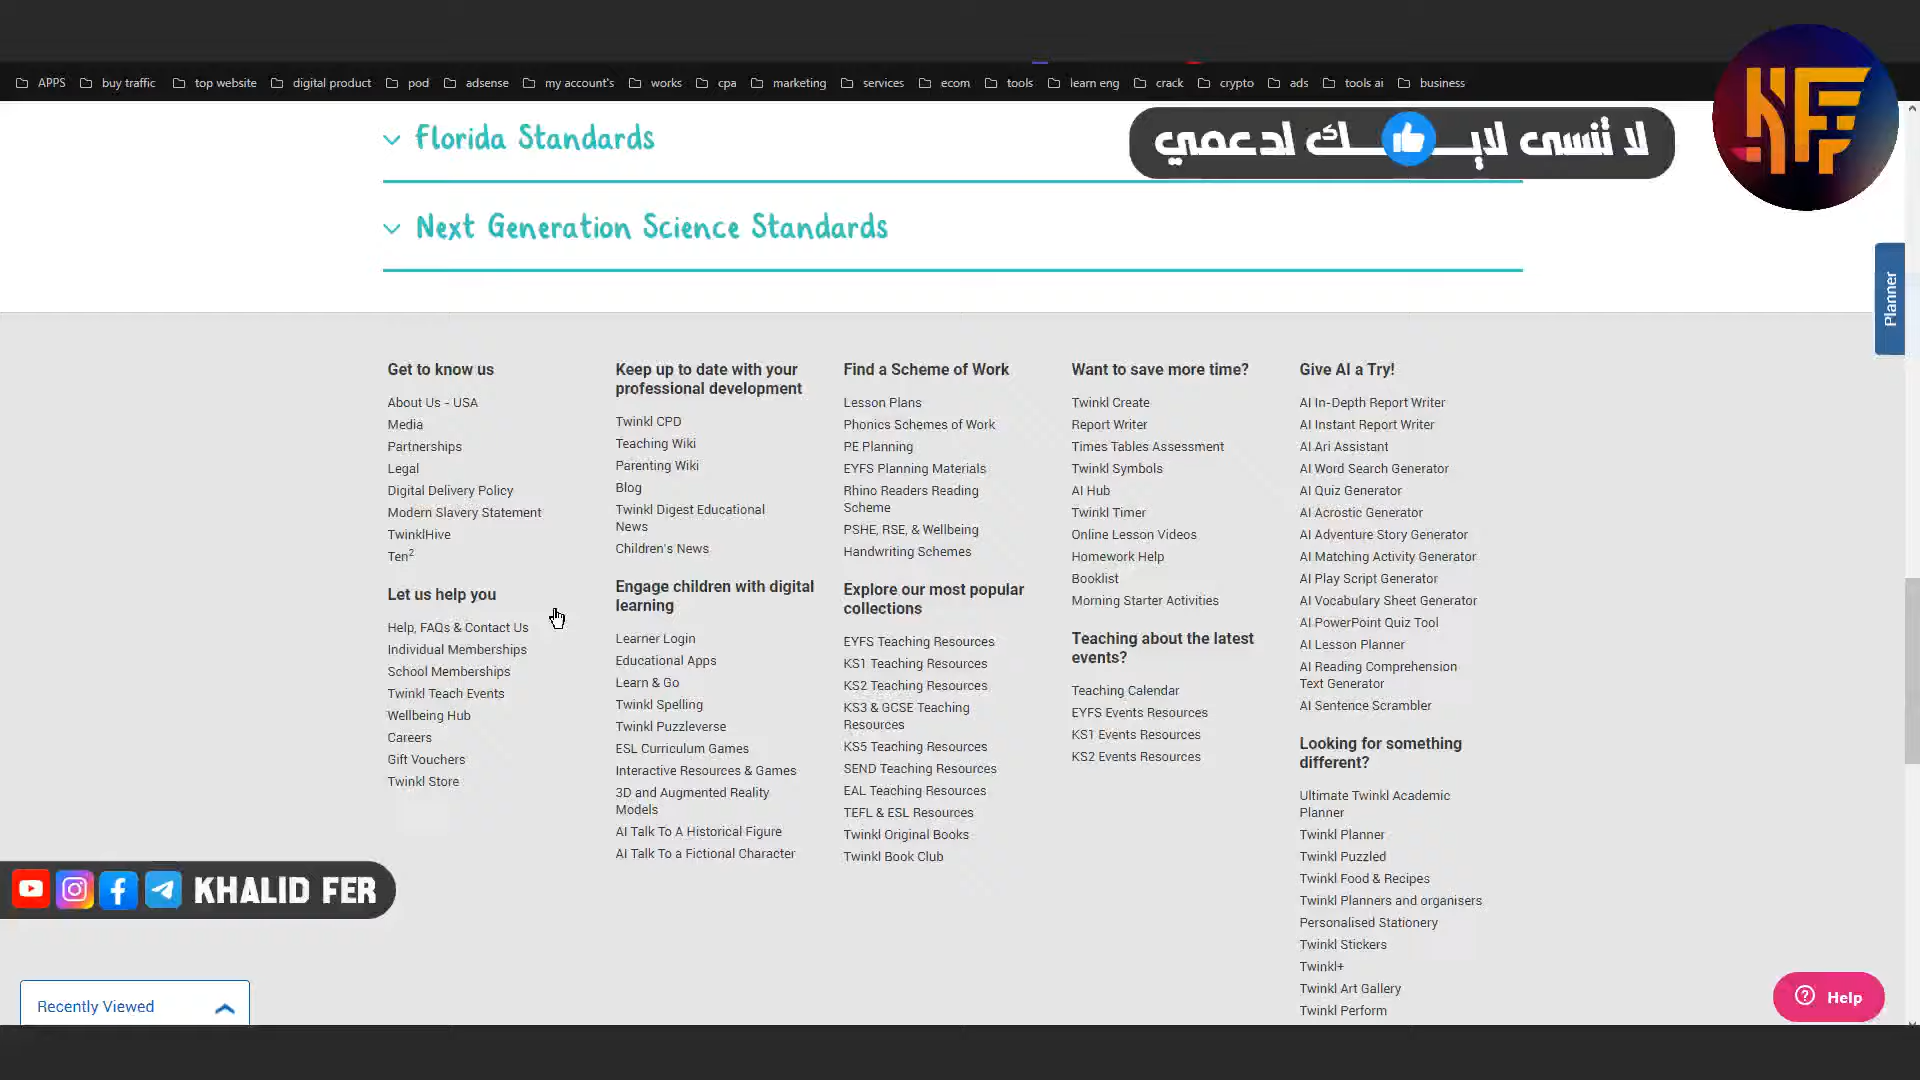 APPS buy traffic top website digital product pod adsense my account's works cpa marketing services ecom tools learn eng crack crypto ads tools ai business
KF
لا تنسى لايـــك لدعمي
Florida Standards
Next Generation Science Standards
Planner
Get to know us
About Us - USA
Media
Partnerships
Legal
Digital Delivery Policy
Modern Slavery Statement
TwinklHive
Ten²
Let us help you
Help, FAQs & Contact Us
Individual Memberships
School Memberships
Twinkl Teach Events
Wellbeing Hub
Careers
Gift Vouchers
Twinkl Store
Keep up to date with your
professional development
Twinkl CPD
Teaching Wiki
Parenting Wiki
Blog
Twinkl Digest Educational
News
Children's News
Engage children with digital
learning
Learner Login
Educational Apps
Learn & Go
Twinkl Spelling
Twinkl Puzzleverse
ESL Curriculum Games
Interactive Resources & Games
3D and Augmented Reality
Models
AI Talk To A Historical Figure
AI Talk To a Fictional Character
Find a Scheme of Work
Lesson Plans
Phonics Schemes of Work
PE Planning
EYFS Planning Materials
Rhino Readers Reading
Scheme
PSHE, RSE, & Wellbeing
Handwriting Schemes
Explore our most popular
collections
EYFS Teaching Resources
KS1 Teaching Resources
KS2 Teaching Resources
KS3 & GCSE Teaching
Resources
KS5 Teaching Resources
SEND Teaching Resources
EAL Teaching Resources
TEFL & ESL Resources
Twinkl Original Books
Twinkl Book Club
Want to save more time?
Twinkl Create
Report Writer
Times Tables Assessment
Twinkl Symbols
AI Hub
Twinkl Timer
Online Lesson Videos
Homework Help
Booklist
Morning Starter Activities
Teaching about the latest
events?
Teaching Calendar
EYFS Events Resources
KS1 Events Resources
KS2 Events Resources
Give AI a Try!
AI In-Depth Report Writer
AI Instant Report Writer
AI Ari Assistant
AI Word Search Generator
AI Quiz Generator
AI Acrostic Generator
AI Adventure Story Generator
AI Matching Activity Generator
AI Play Script Generator
AI Vocabulary Sheet Generator
AI PowerPoint Quiz Tool
AI Lesson Planner
AI Reading Comprehension
Text Generator
AI Sentence Scrambler
Looking for something
different?
Ultimate Twinkl Academic
Planner
Twinkl Planner
Twinkl Puzzled
Twinkl Food & Recipes
Twinkl Planners and organisers
Personalised Stationery
Twinkl Stickers
Twinkl+
Twinkl Art Gallery
Twinkl Perform
KHALID FER
Recently Viewed
Help